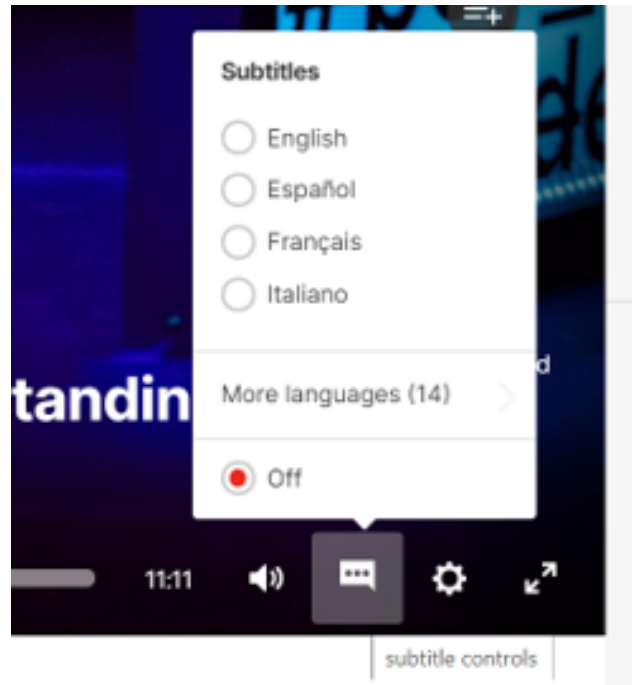 Subtitles
English
Español
Français
Italiano
d
tandin
More languages (14)
Off
11:11
subtitle controls